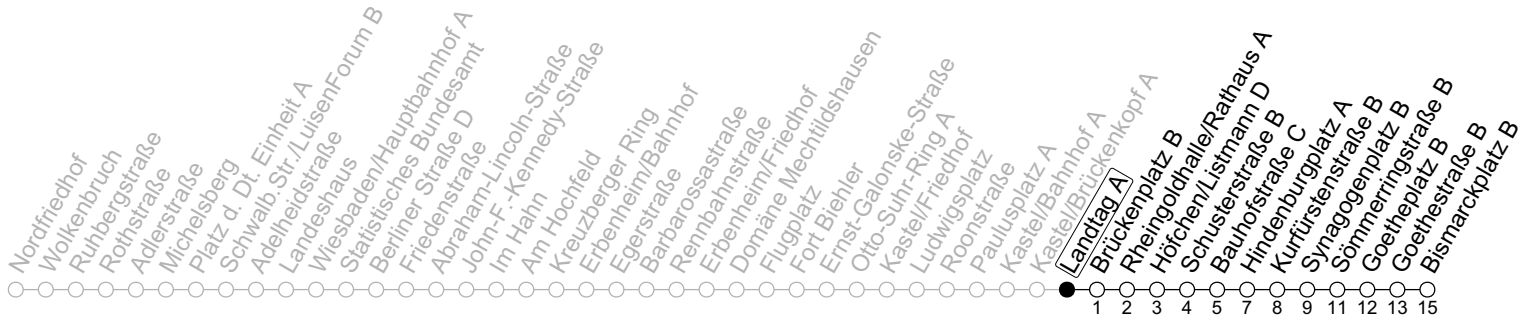 Nordfriedhof
Wolkenbruch
Ruhbergstraße
Rothstraße
Adlerstraße
Michelsberg
Platz d. Dt. Einheit A
Schwalb.Str./LuisenForum B
Adelheidstraße
Landeshaus
Wiesbaden/Hauptbahnhof A
Statistisches Bundesamt
Berliner Straße D
Friedenstraße
Abraham-Lincoln-Straße
John-F.-Kennedy-Straße
Im Hahn
Am Hochfeld
Kreuzberger Ring
Erbenheim/Bahnhof
Egerstraße
Barbarossastraße
Rennbahnstraße
Erbenheim/Friedhof
Domäne Mechtildshausen
Flugplatz
Fort Biehler
Ernst-Galonske-Straße
Otto-Suhr-Ring A
Kastel/Friedhof
Ludwigsplatz
Roonstraße
Paulusplatz A
Kastel/Bahnhof A
Kastel/Brückenkopf A
Landtag A
Brückenplatz B
Rheingoldhalle/Rathaus A
Höfchen/Listmann D
Schusterstraße B
Bauhofstraße C
Hindenburgplatz A
Kurfürstenstraße B
Synagogenplatz B
Sömmerringstraße B
Goetheplatz B
Goethestraße B
Bismarckplatz B
1 2 3 4 5 7 8 9 11 12 13 15